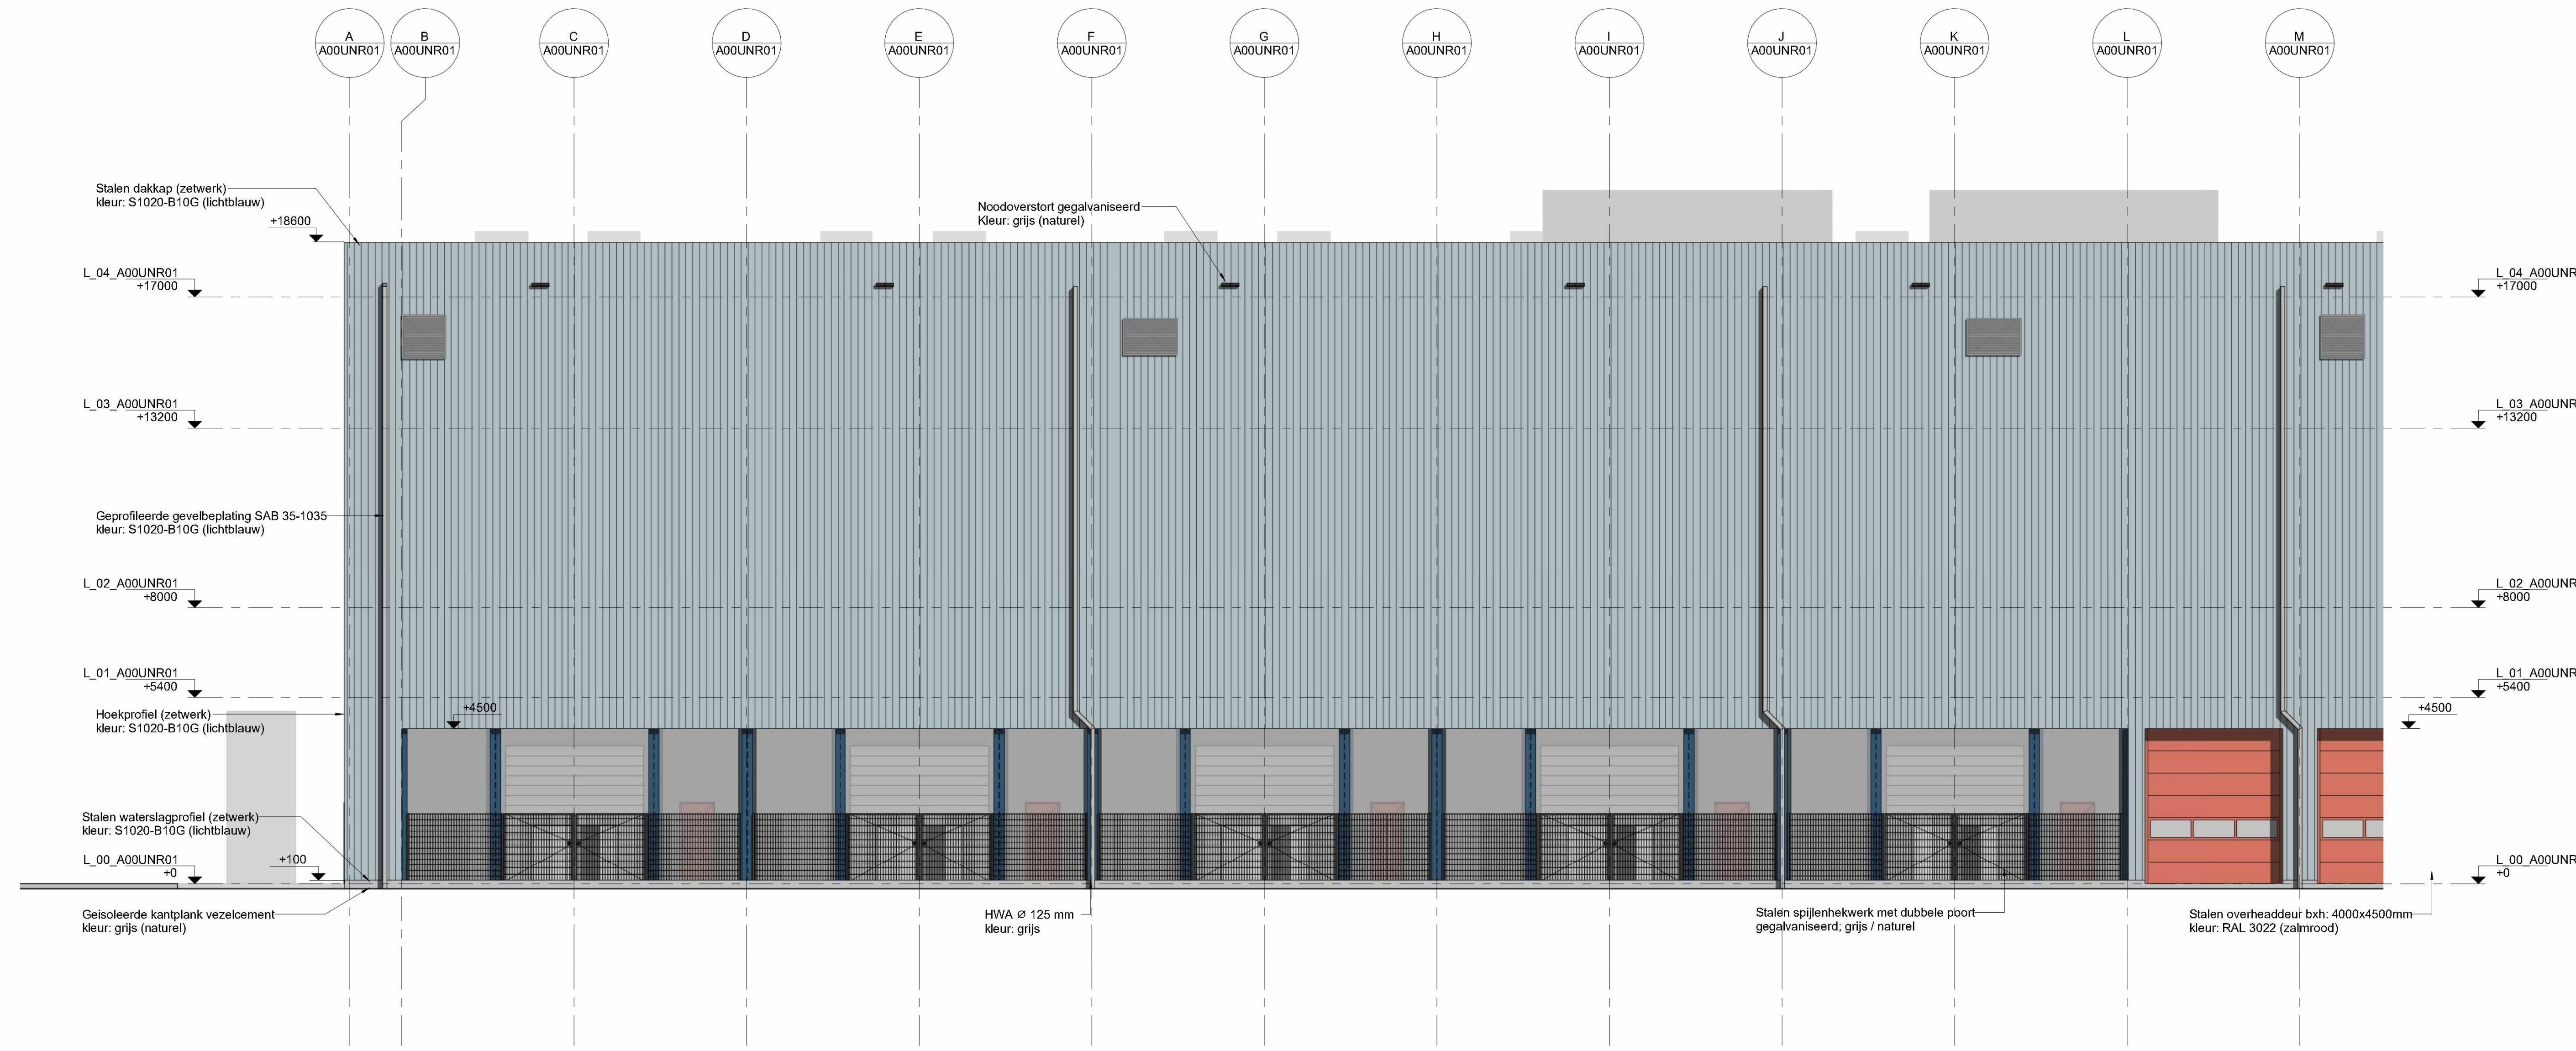 A
A00UNR01
B
A00UNR01
C
A00UNR01
D
A00UNR01
E
A00UNR01
F
A00UNR01
G
A00UNR01
H
A00UNR01
I
A00UNR01
J
A00UNR01
K
A00UNR01
L
A00UNR01
M
A00UNR01
Stalen dakkap (zetwerk)
kleur: S1020-B10G (lichtblauw)
+18600
Noodoverstort gegalvaniseerd
Kleur: grijs (naturel)
L_04_A00UNR01
+17000
L_04_A00UNR
+17000
L_03_A00UNR01
+13200
L_03_A00UNR
+13200
Geprofileerde gevelbeplating SAB 35-1035
kleur: S1020-B10G (lichtblauw)
L_02_A00UNR01
+8000
L_02_A00UNR
+8000
L_01_A00UNR01
+5400
L_01_A00UNR
+5400
Hoekprofiel (zetwerk)
kleur: S1020-B10G (lichtblauw)
+4500
+4500
Stalen waterslagprofiel (zetwerk)
kleur: S1020-B10G (lichtblauw)
L_00_A00UNR01
+0
+100
L_00_A00UNR
+0
Geisoleerde kantplank vezelcement
kleur: grijs (naturel)
HWA Ø 125 mm
kleur: grijs
Stalen spijlenhekwerk met dubbele poort
gegalvaniseerd; grijs / naturel
Stalen overheaddeur bxh: 4000x4500mm
kleur: RAL 3022 (zalmrood)